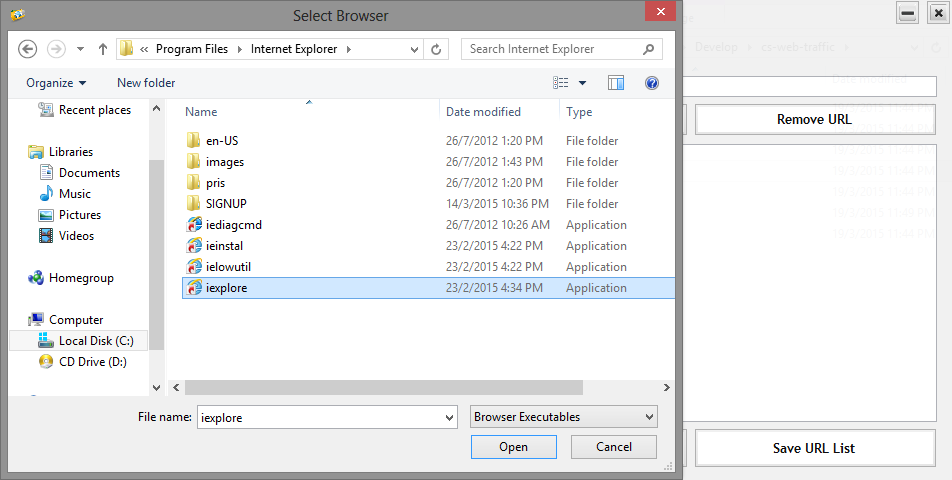 Select Browser
« Program Files Internet Explorer
Search Internet Explorer
Develop cs-web-traffic
Organize New folder
Remove URL
Recent places
Libraries
Documents
Music
Pictures
Videos
Homegroup
Computer
Local Disk (C:)
CD Drive (D:)
Name Date modified Type
en-US 26/7/2012 1:20 PM File folder
images 26/7/2012 1:43 PM File folder
pris 26/7/2012 1:20 PM File folder
SIGNUP 14/3/2015 10:36 PM File folder
iediagcmd 26/7/2012 10:26 AM Application
ieinstal 23/2/2015 4:22 PM Application
ielowutil 23/2/2015 4:22 PM Application
iexplore 23/2/2015 4:34 PM Application
File name: iexplore Browser Executables
Open Cancel
Save URL List